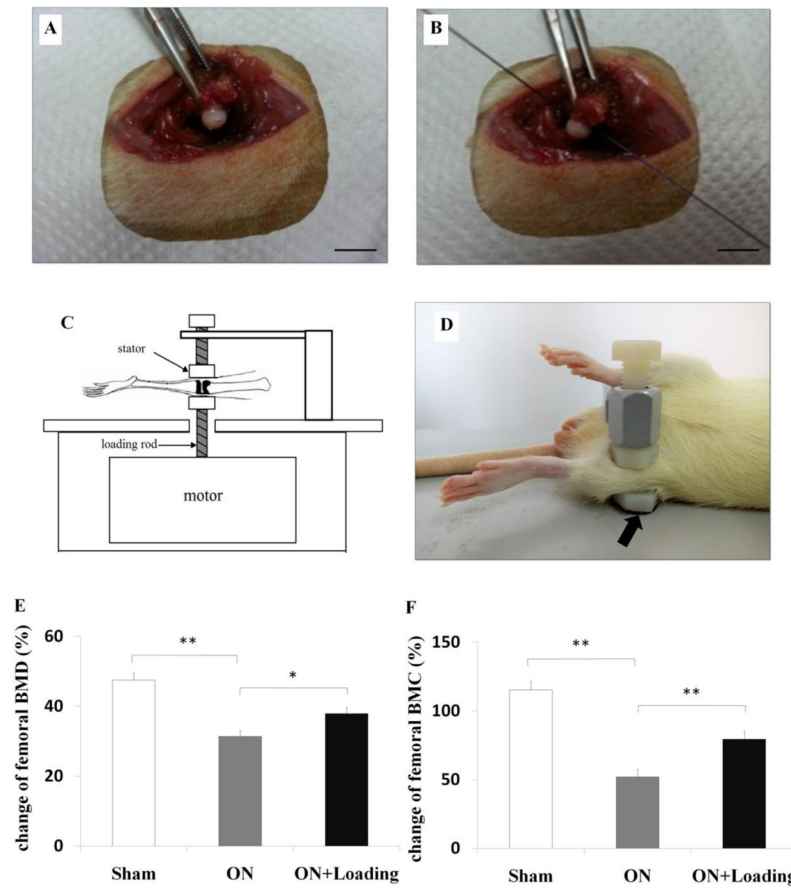 A
B
C
stator
loading rod
motor
D
E
change of femoral BMD (%)
60
40
20
0
**
*
Sham
ON
ON+Loading
F
change of femoral BMC (%)
150
100
50
0
**
**
Sham
ON
ON+Loading